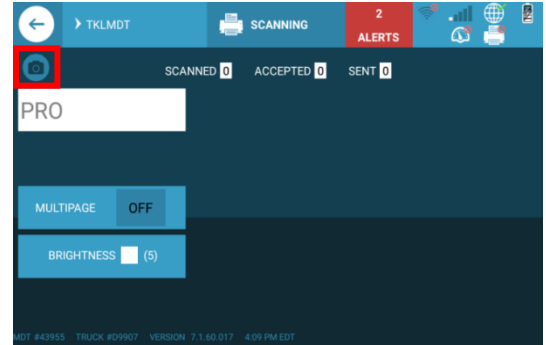 TKLMDT SCANNING 2 ALERTS
SCANNED 0 ACCEPTED 0 SENT 0
PRO
MULTIPAGE OFF
BRIGHTNESS (5)
MDT #43955 TRUCK #D9907 VERSION 7.1.60.017 4:09 PM EDT